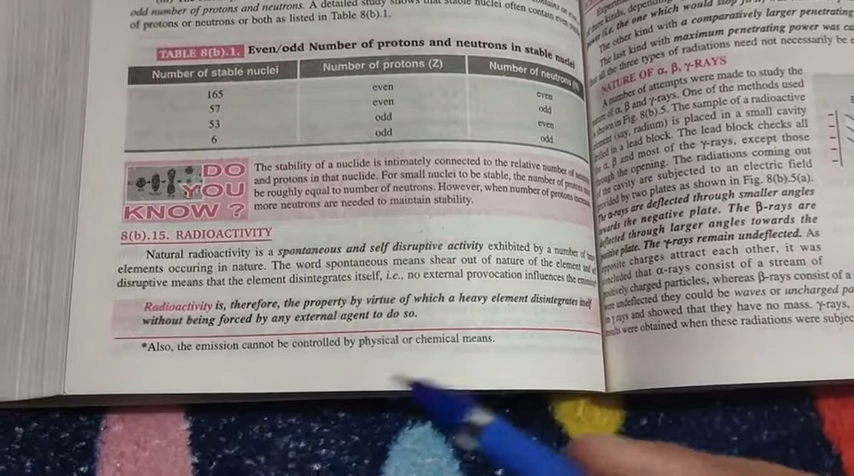 odd number of protons and neutrons. A detailed study shows that stable nuclei often contain even
of protons or neutrons or both as listed in Table 8(b).1.
TABLE 8(b).1. Even/odd Number of protons and neutrons in stable nuclei
Number of stable nuclei Number of protons (Z) Number of neutrons
165 even even
57 even odd
53 odd even
6 odd odd
DO YOU KNOW ?
The stability of a nuclide is intimately connected to the relative number of
and protons in that nuclide. For small nuclei to be stable, the number of protons
be roughly equal to number of neutrons. However, when number of protons
more neutrons are needed to maintain stability.
8(b).15. RADIOACTIVITY
Natural radioactivity is a spontaneous and self disruptive activity exhibited by a number of
elements occuring in nature. The word spontaneous means shear out of nature of the element and
disruptive means that the element disintegrates itself, i.e., no external provocation influences the
Radioactivity is, therefore, the property by virtue of which a heavy element disintegrates itself
without being forced by any external agent to do so.
*Also, the emission cannot be controlled by physical or chemical means.
kinds, depending
(i.e. the one which would stop
The other kind with a comparatively larger penetrating
The last kind with maximum penetrating power was
all the three types of radiations need not necessarily be
NATURE OF α, β, γ-RAYS
A number of attempts were made to study the
of α, β and γ-rays. One of the methods used
shown in Fig. 8(b).5. The sample of a radioactive
(say, radium) is placed in a small cavity
in a lead block. The lead block checks all
α, β and most of the γ-rays, except those
through the opening. The radiations coming out
of the cavity are subjected to an electric field
by two plates as shown in Fig. 8(b).5(a).
The α-rays are deflected through smaller angles
towards the negative plate. The β-rays are
deflected through larger angles towards the
positive plate. The γ-rays remain undeflected. As
opposite charges attract each other, it was
concluded that α-rays consist of a stream of
positively charged particles, whereas β-rays consist of a
undeflected they could be waves or uncharged
γ rays and showed that they have no mass. γ-rays,
results were obtained when these radiations were